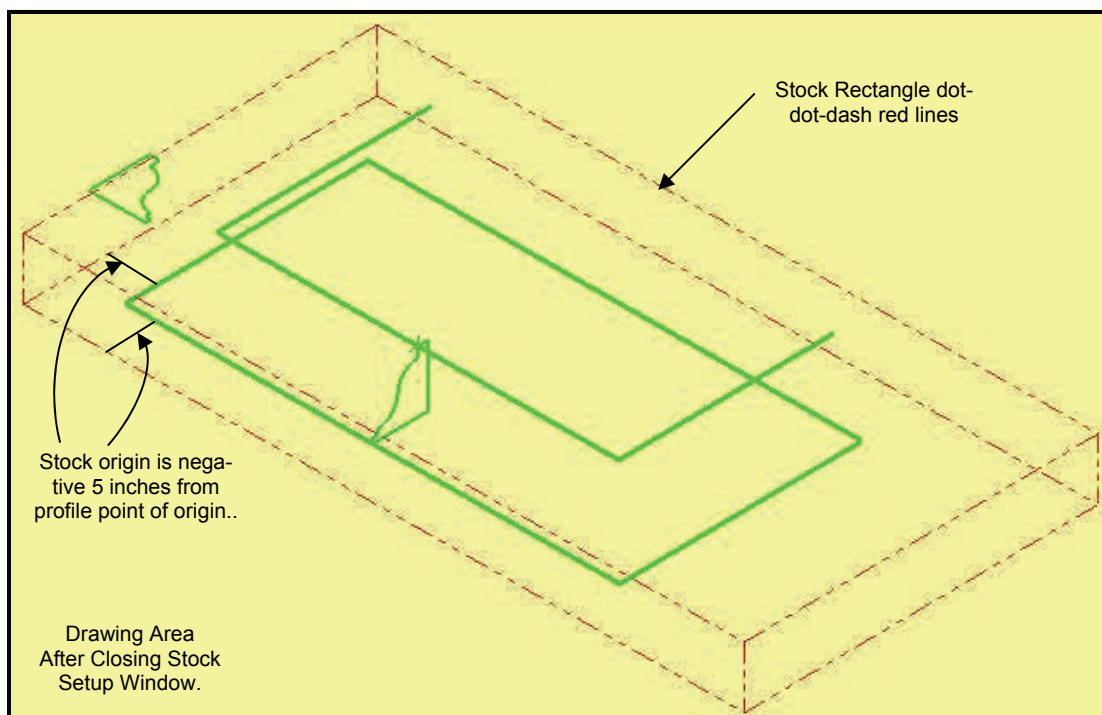 Stock Rectangle dot-
dot-dash red lines
Stock origin is nega-
tive 5 inches from
profile point of origin..
Drawing Area
After Closing Stock
Setup Window.